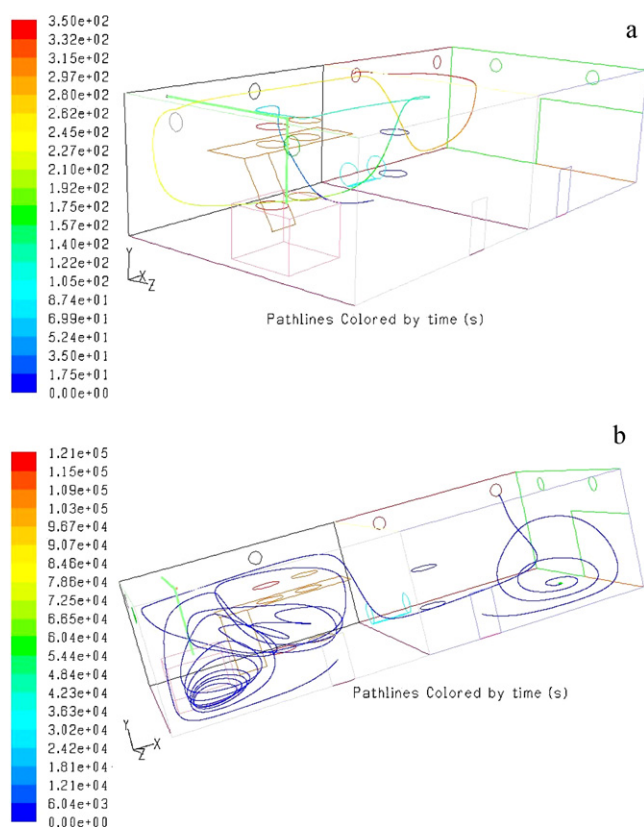 a
3.50e+02
3.32e+02
3.15e+02
2.97e+02
2.80e+02
2.62e+02
2.45e+02
2.27e+02
2.10e+02
1.92e+02
1.75e+02
1.57e+02
1.40e+02
1.22e+02
1.05e+02
8.74e+01
6.99e+01
5.24e+01
3.50e+01
1.75e+01
0.00e+00
Y
X
Z
Pathlines Colored by time (s)
b
1.21e+05
1.15e+05
1.09e+05
1.03e+05
9.67e+04
9.07e+04
8.46e+04
7.86e+04
7.25e+04
6.65e+04
6.04e+04
5.44e+04
4.84e+04
4.23e+04
3.63e+04
3.02e+04
2.42e+04
1.81e+04
1.21e+04
6.04e+03
0.00e+00
Y
X
Z
Pathlines Colored by time (s)